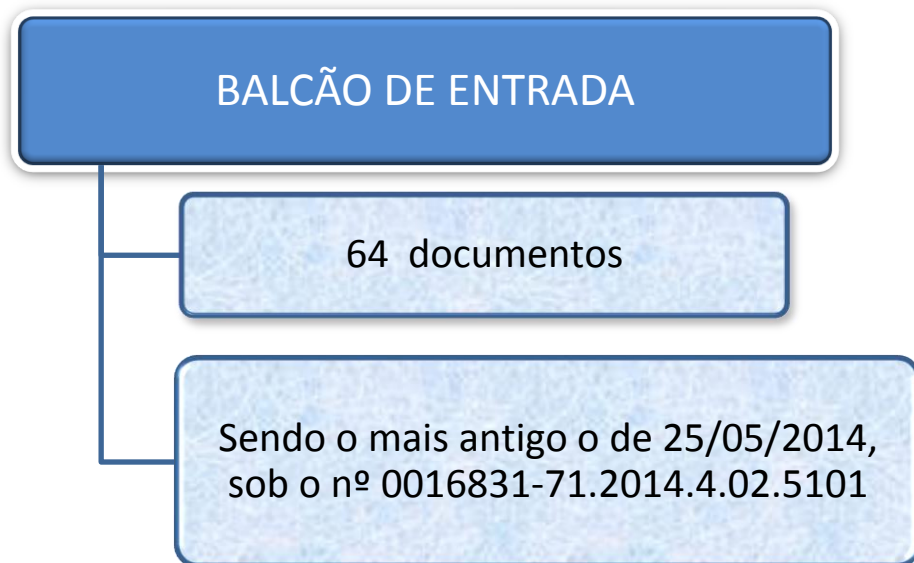 BALCÃO DE ENTRADA
64 documentos
Sendo o mais antigo o de 25/05/2014,
sob o nº 0016831-71.2014.4.02.5101